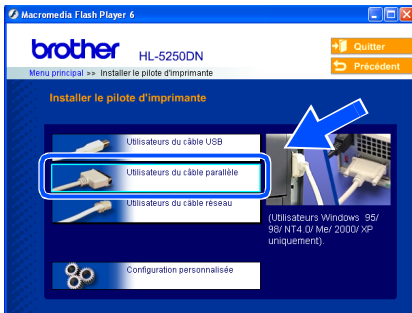 Macromedia Flash Player 6
brother
HL-5250DN
Quitter
Précédent
Menu principal >> Installer le pilote d'imprimante
Installer le pilote d'imprimante
Utilisateurs du câble USB
Utilisateurs du câble parallèle
Utilisateurs du câble réseau
(Utilisateurs Windows 95/
98/ NT4.0/ Me/ 2000/ XP
uniquement).
Configuration personnalisée